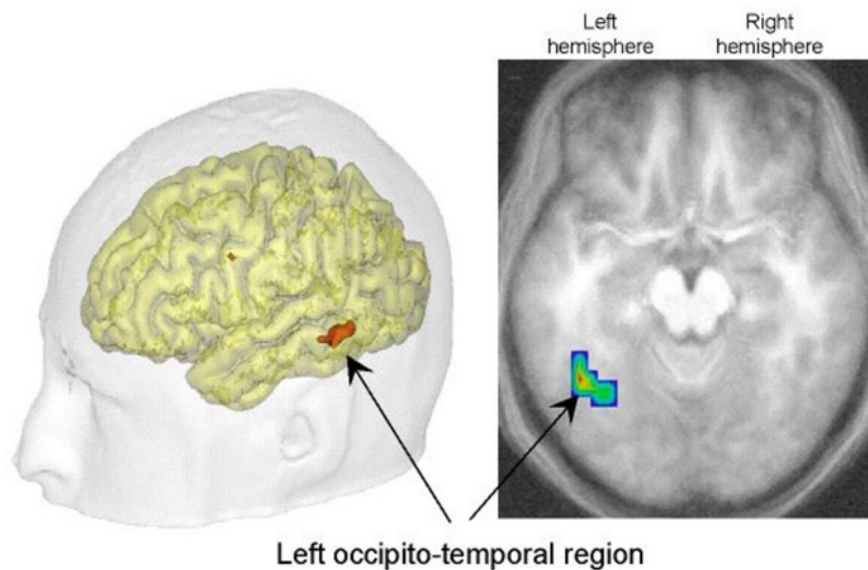 Left
hemisphere
Right
hemisphere
Left occipito-temporal region